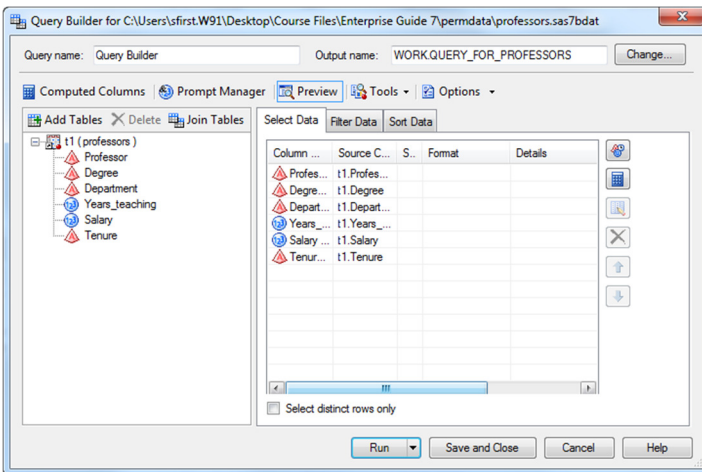 Query Builder for C:\Users\sfirst.W91\Desktop\Course Files\Enterprise Guide 7\permdata\professors.sas7bdat
Query name: Query Builder Output name: WORK.QUERY_FOR_PROFESSORS Change...
Computed Columns Prompt Manager Preview Tools Options
Add Tables Delete Join Tables
t1 (professors)
Professor
Degree
Department
Years_teaching
Salary
Tenure
Select Data Filter Data Sort Data
Column ... Source C... S.. Format Details
Profes... t1.Profes...
Degre... t1.Degree
Depart... t1.Depart...
Years_... t1.Years_...
Salary ... t1.Salary
Tenur... t1.Tenure
Select distinct rows only
Run Save and Close Cancel Help